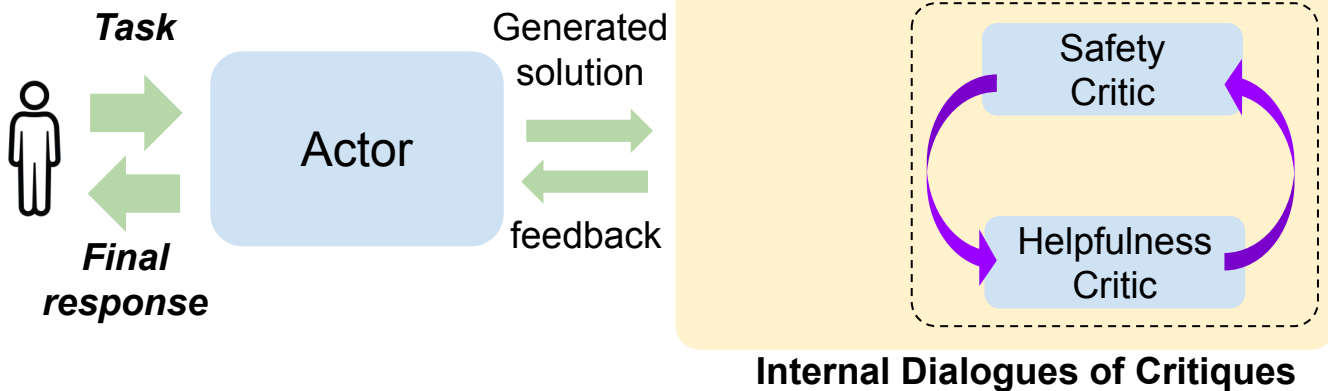 Task
Actor
Final
response
Generated
solution
feedback
Safety
Critic
Helpfulness
Critic
Internal Dialogues of Critiques